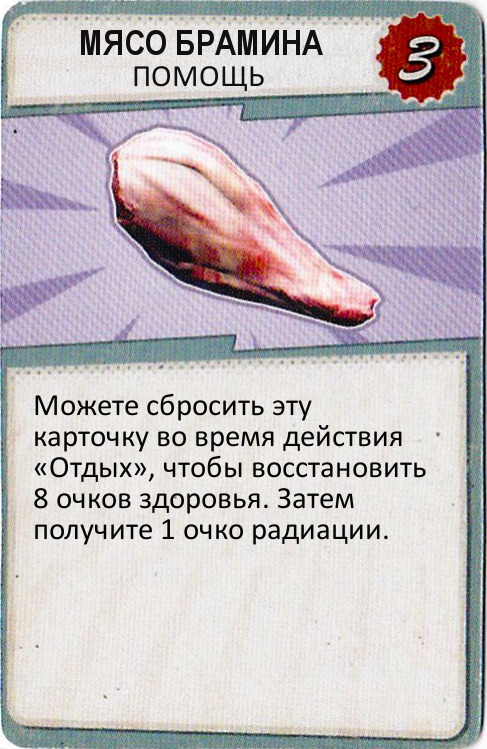 МЯСО БРАМИНА
ПОМОЩЬ
3
Можете сбросить эту
карточку во время действия
«Отдых», чтобы восстановить
8 очков здоровья. Затем
получите 1 очко радиации.